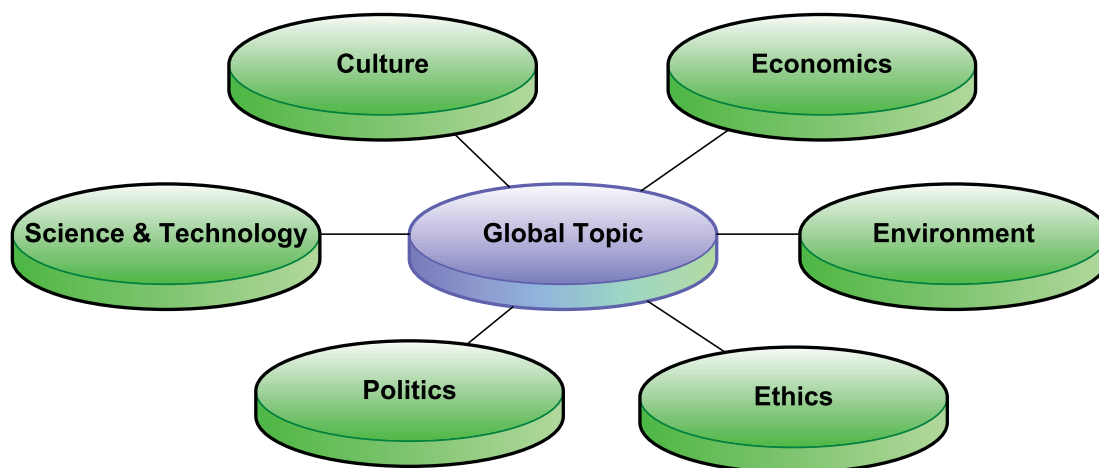 Culture
Economics
Science & Technology
Global Topic
Environment
Politics
Ethics